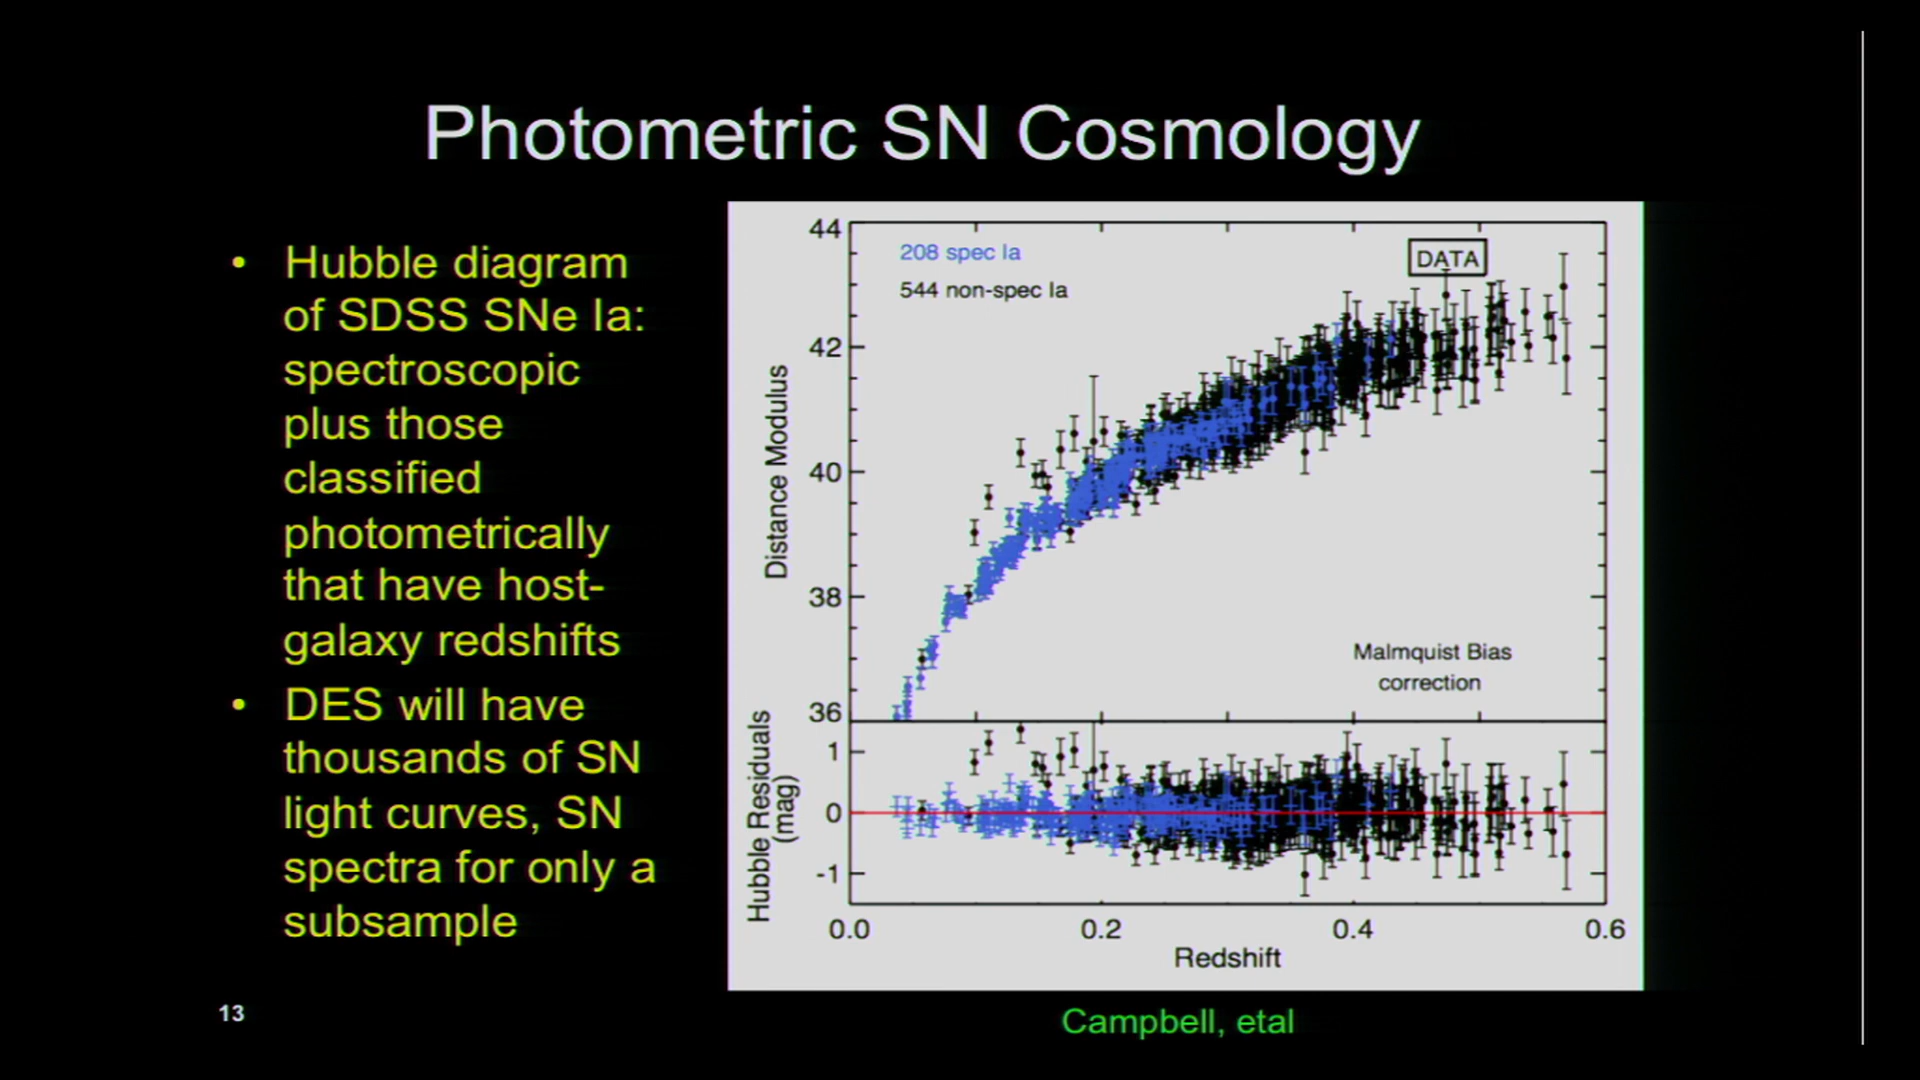 Photometric SN Cosmology
• Hubble diagram
of SDSS SNe Ia:
spectroscopic
plus those
classified
photometrically
that have host-
galaxy redshifts
• DES will have
thousands of SN
light curves, SN
spectra for only a
subsample
13
44
208 spec Ia
DATA
544 non-spec Ia
42
Distance Modulus
40
38
Malmquist Bias
correction
36
Hubble Residuals
(mag)
1
0
-1
0.0
0.2
0.4
0.6
Redshift
Campbell, etal